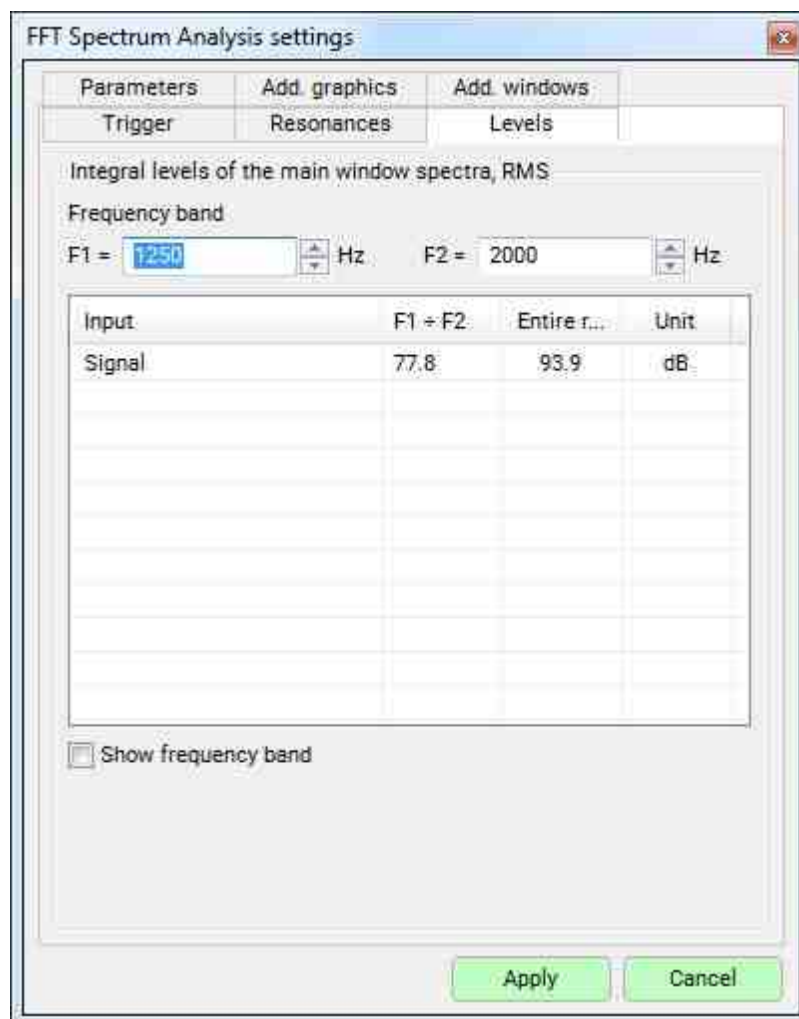 FFT Spectrum Analysis settings
Parameters Add. graphics Add. windows
Trigger Resonances Levels
Integral levels of the main window spectra, RMS
Frequency band
F1 = 1250 Hz F2 = 2000 Hz
Input F1 ÷ F2 Entire r... Unit
Signal 77.8 93.9 dB
Show frequency band
Apply Cancel